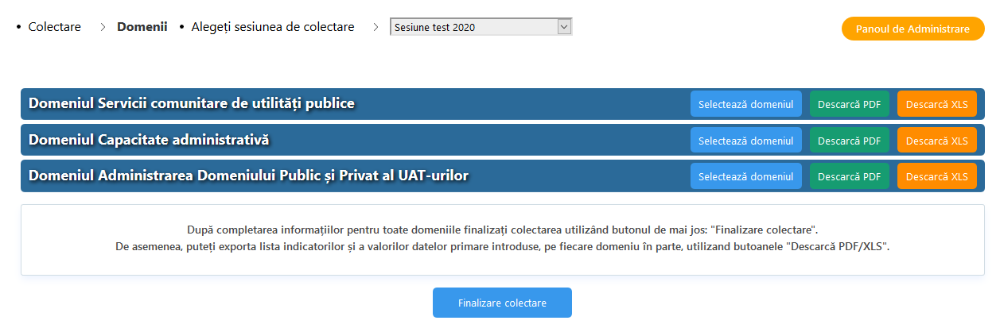 • Colectare > Domenii • Alegeți sesiunea de colectare > Sesiune test 2020 Panoul de Administrare
Domeniul Servicii comunitare de utilități publice Selectează domeniul Descarcă PDF Descarcă XLS
Domeniul Capacitate administrativă Selectează domeniul Descarcă PDF Descarcă XLS
Domeniul Administrarea Domeniului Public și Privat al UAT-urilor Selectează domeniul Descarcă PDF Descarcă XLS
După completarea informațiilor pentru toate domeniile finalizați colectarea utilizând butonul de mai jos: "Finalizare colectare".
De asemenea, puteți exporta lista indicatorilor și a valorilor datelor primare introduse, pe fiecare domeniu în parte, utilizand butoanele "Descarcă PDF/XLS".
Finalizare colectare